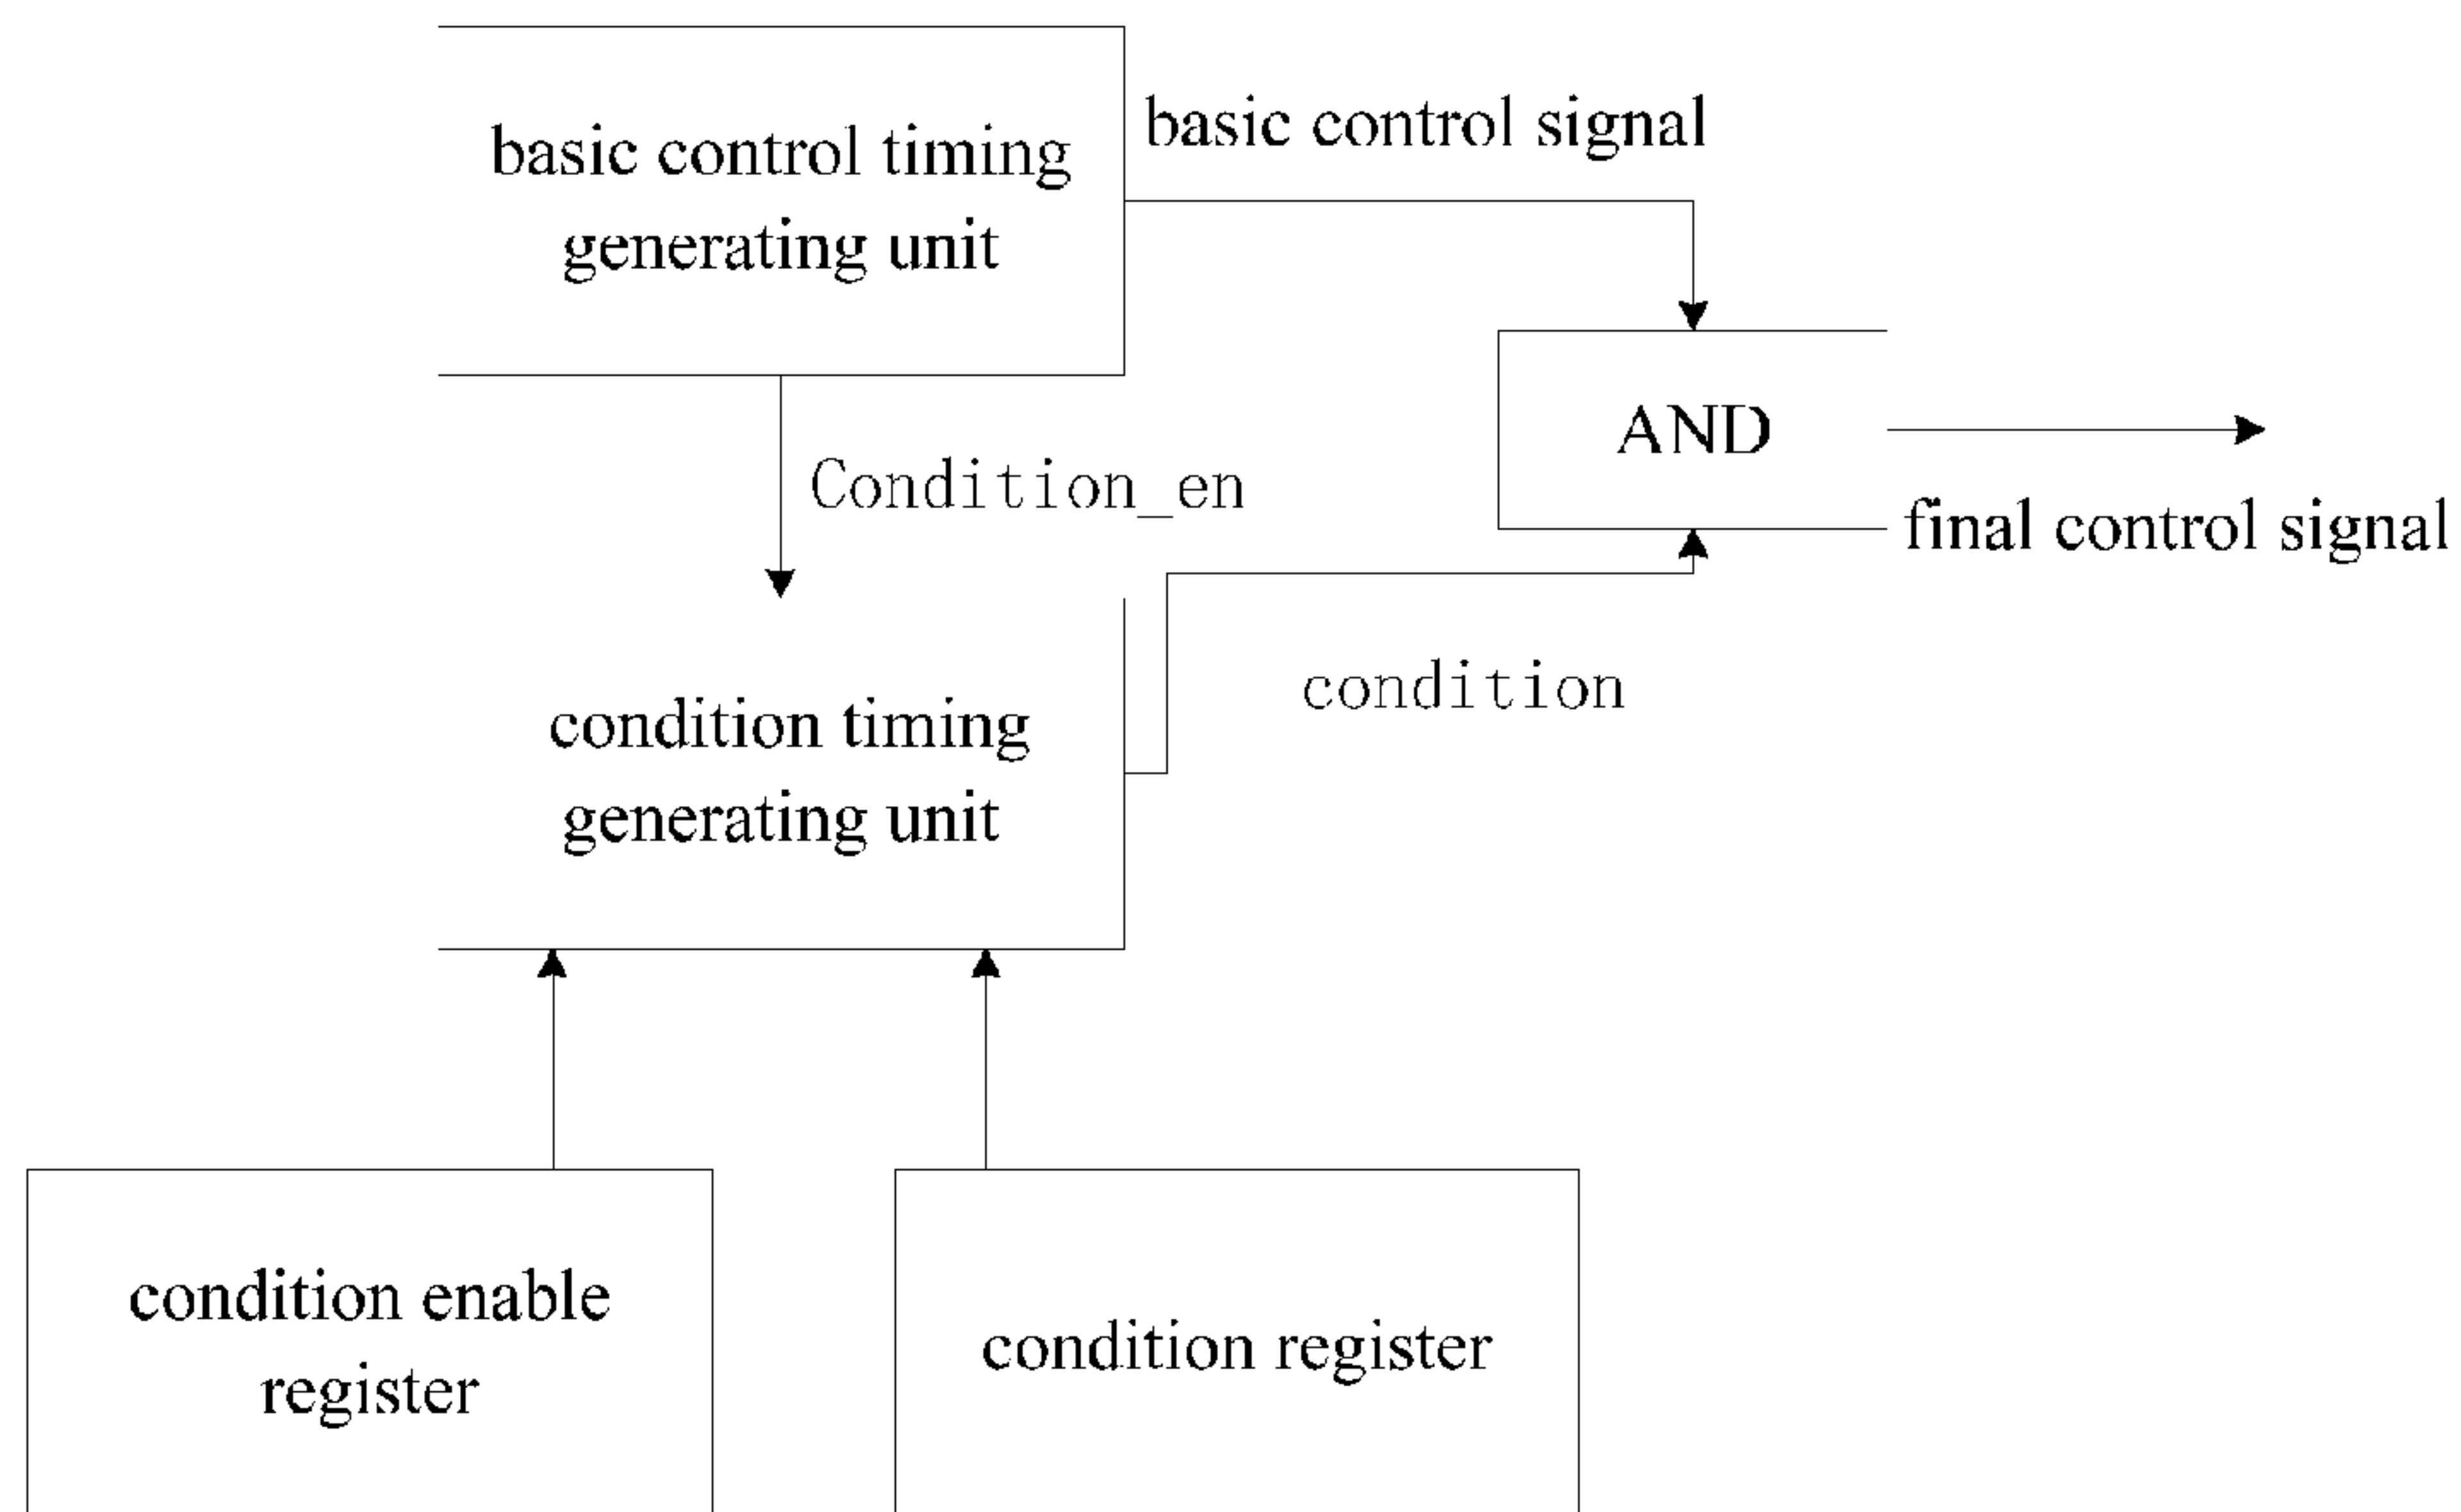 basic control timing
generating unit
basic control signal
AND
Condition_en
final control signal
condition timing
generating unit
condition
condition enable
register
condition register